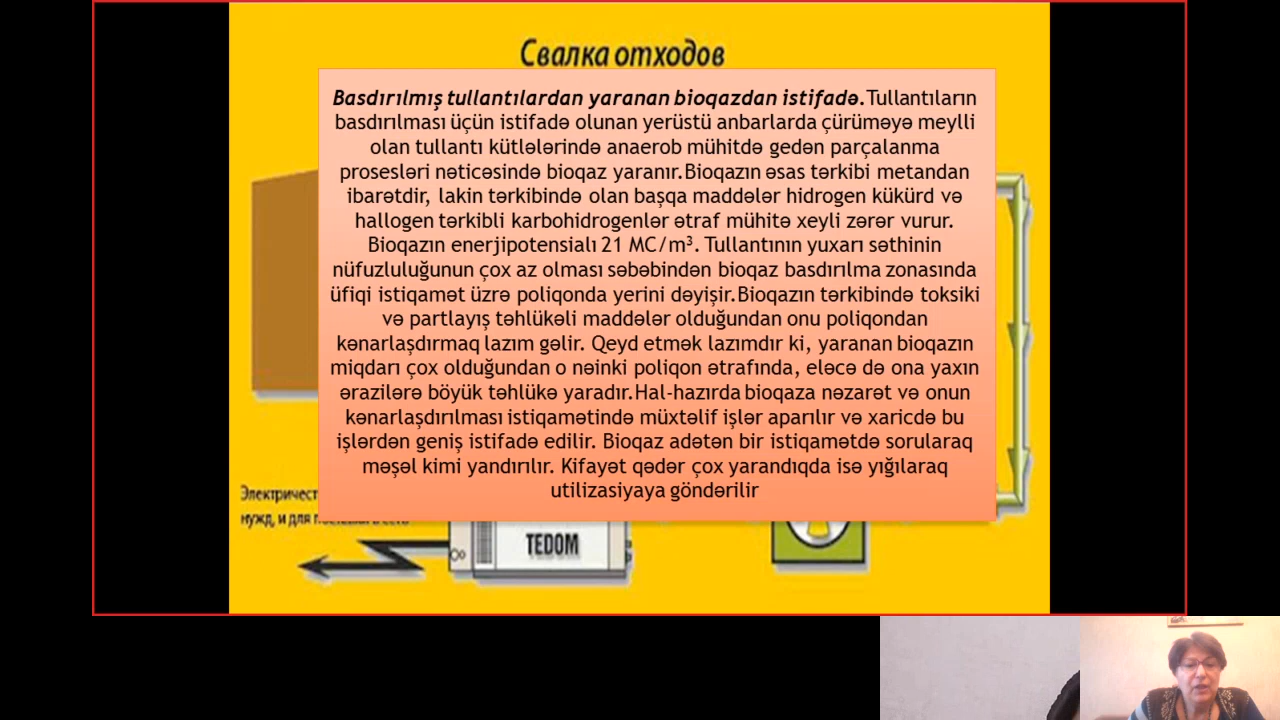 Свалка отходов
Basdırılmış tullantılardan yaranan bioqazdan istifadə.Tullantıların
basdırılması üçün istifadə olunan yerüstü anbarlarda çürüməyə meylli
olan tullantı kütlələrində anaerob mühitdə gedən parçalanma
prosesləri nəticəsində bioqaz yaranır.Bioqazın əsas tərkibi metandan
ibarətdir, lakin tərkibində olan başqa maddələr hidrogen kükürd və
hallogen tərkibli karbohidrogenlər ətraf mühitə xeyli zərər vurur.
Bioqazın enerjipotensialı 21 MC/m³. Tullantının yuxarı səthinin
nüfuzluluğunun çox az olması səbəbindən bioqaz basdırılma zonasında
üfiqi istiqamət üzrə poliqonda yerini dəyişir.Bioqazın tərkibində toksiki
və partlayış təhlükəli maddələr olduğundan onu poliqondan
kənarlaşdırmaq lazım gəlir. Qeyd etmək lazımdır ki, yaranan bioqazın
miqdarı çox olduğundan o nəinki poliqon ətrafında, eləcə də ona yaxın
ərazilərə böyük təhlükə yaradır.Hal-hazırda bioqaza nəzarət və onun
kənarlaşdırılması istiqamətində müxtəlif işlər aparılır və xaricdə bu
işlərdən geniş istifadə edilir. Bioqaz adətən bir istiqamətdə sorularaq
məşəl kimi yandırılır. Kifayət qədər çox yarandıqda isə yığılaraq
utilizasiyaya göndərilir
нужд, и для
TEDOM